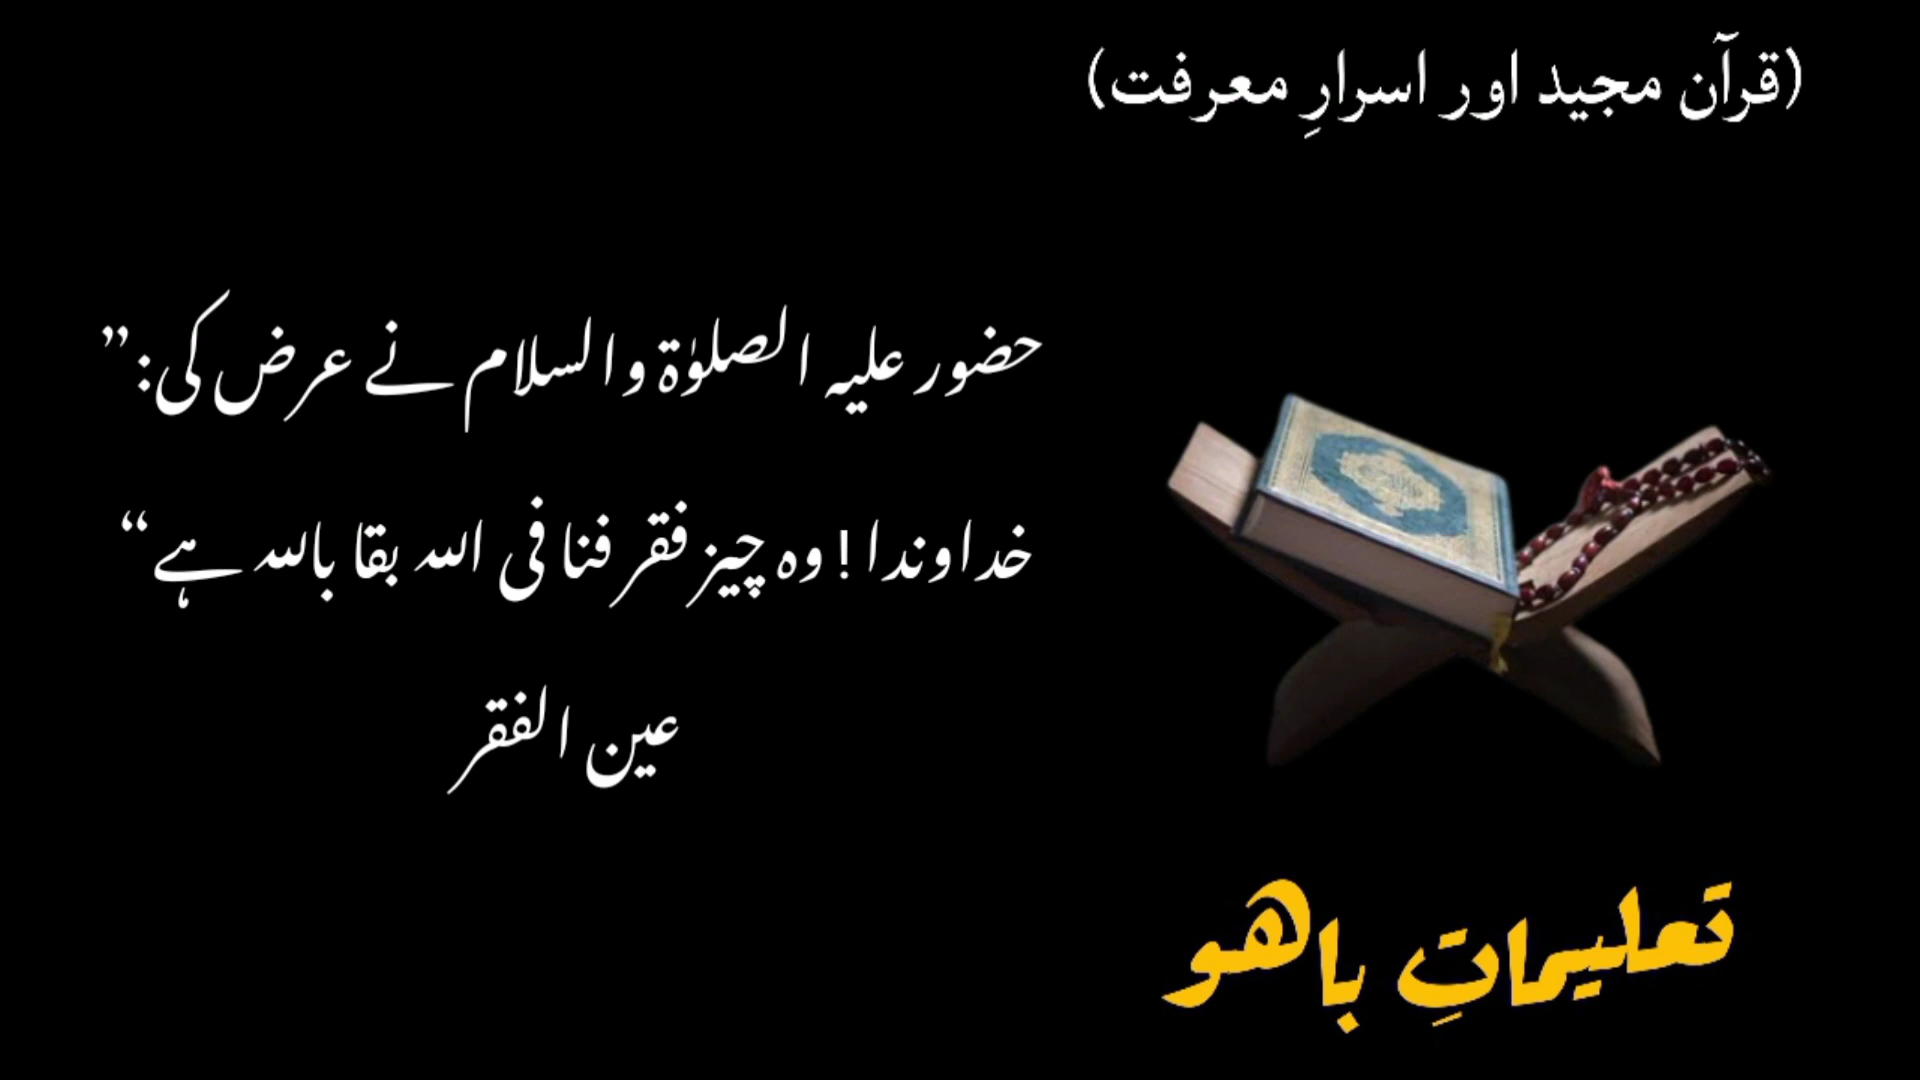 (قرآن مجید اور اسرارِ معرفت)
حضور علیہ الصلوٰۃ والسلام نے عرض کی:”
خداوندا! وہ چیز فقر فنا فی اللہ بقا باللہ ہے“
عین الفقر
تعلیماتِ باھو